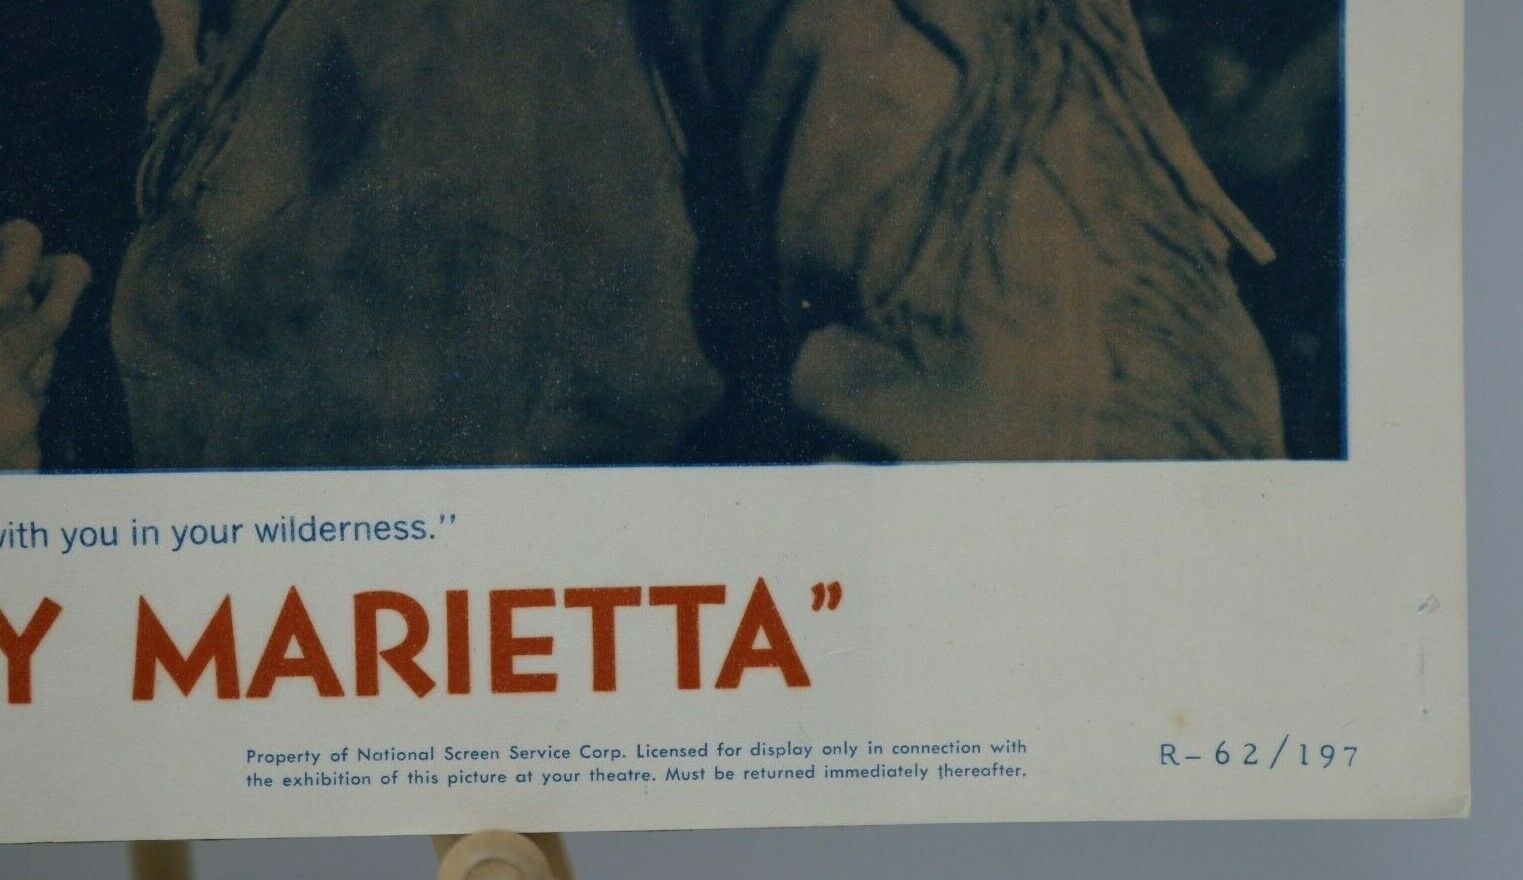 with you in your wilderness."
Y MARIETTA"
Property of National Screen Service Corp. Licensed for display only in connection with
the exhibition of this picture at your theatre. Must be returned immediately thereafter.
R-62/197